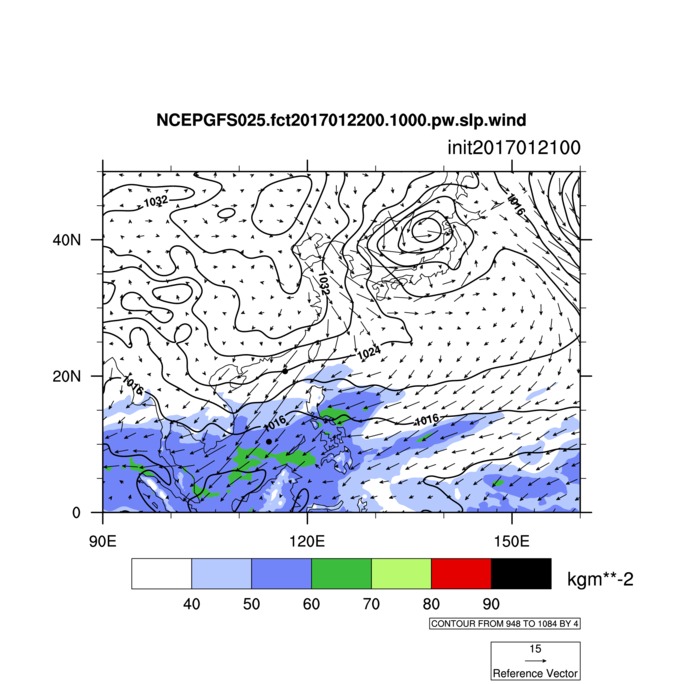 NCEPGFS025.fct2017012200.1000.pw.slp.wind
init2017012100
1032
1016
40N
1032
1024
20N
1016
1016
1016
0
90E 120E 150E
kgm**-2
40 50 60 70 80 90
CONTOUR FROM 948 TO 1084 BY 4
15
Reference Vector